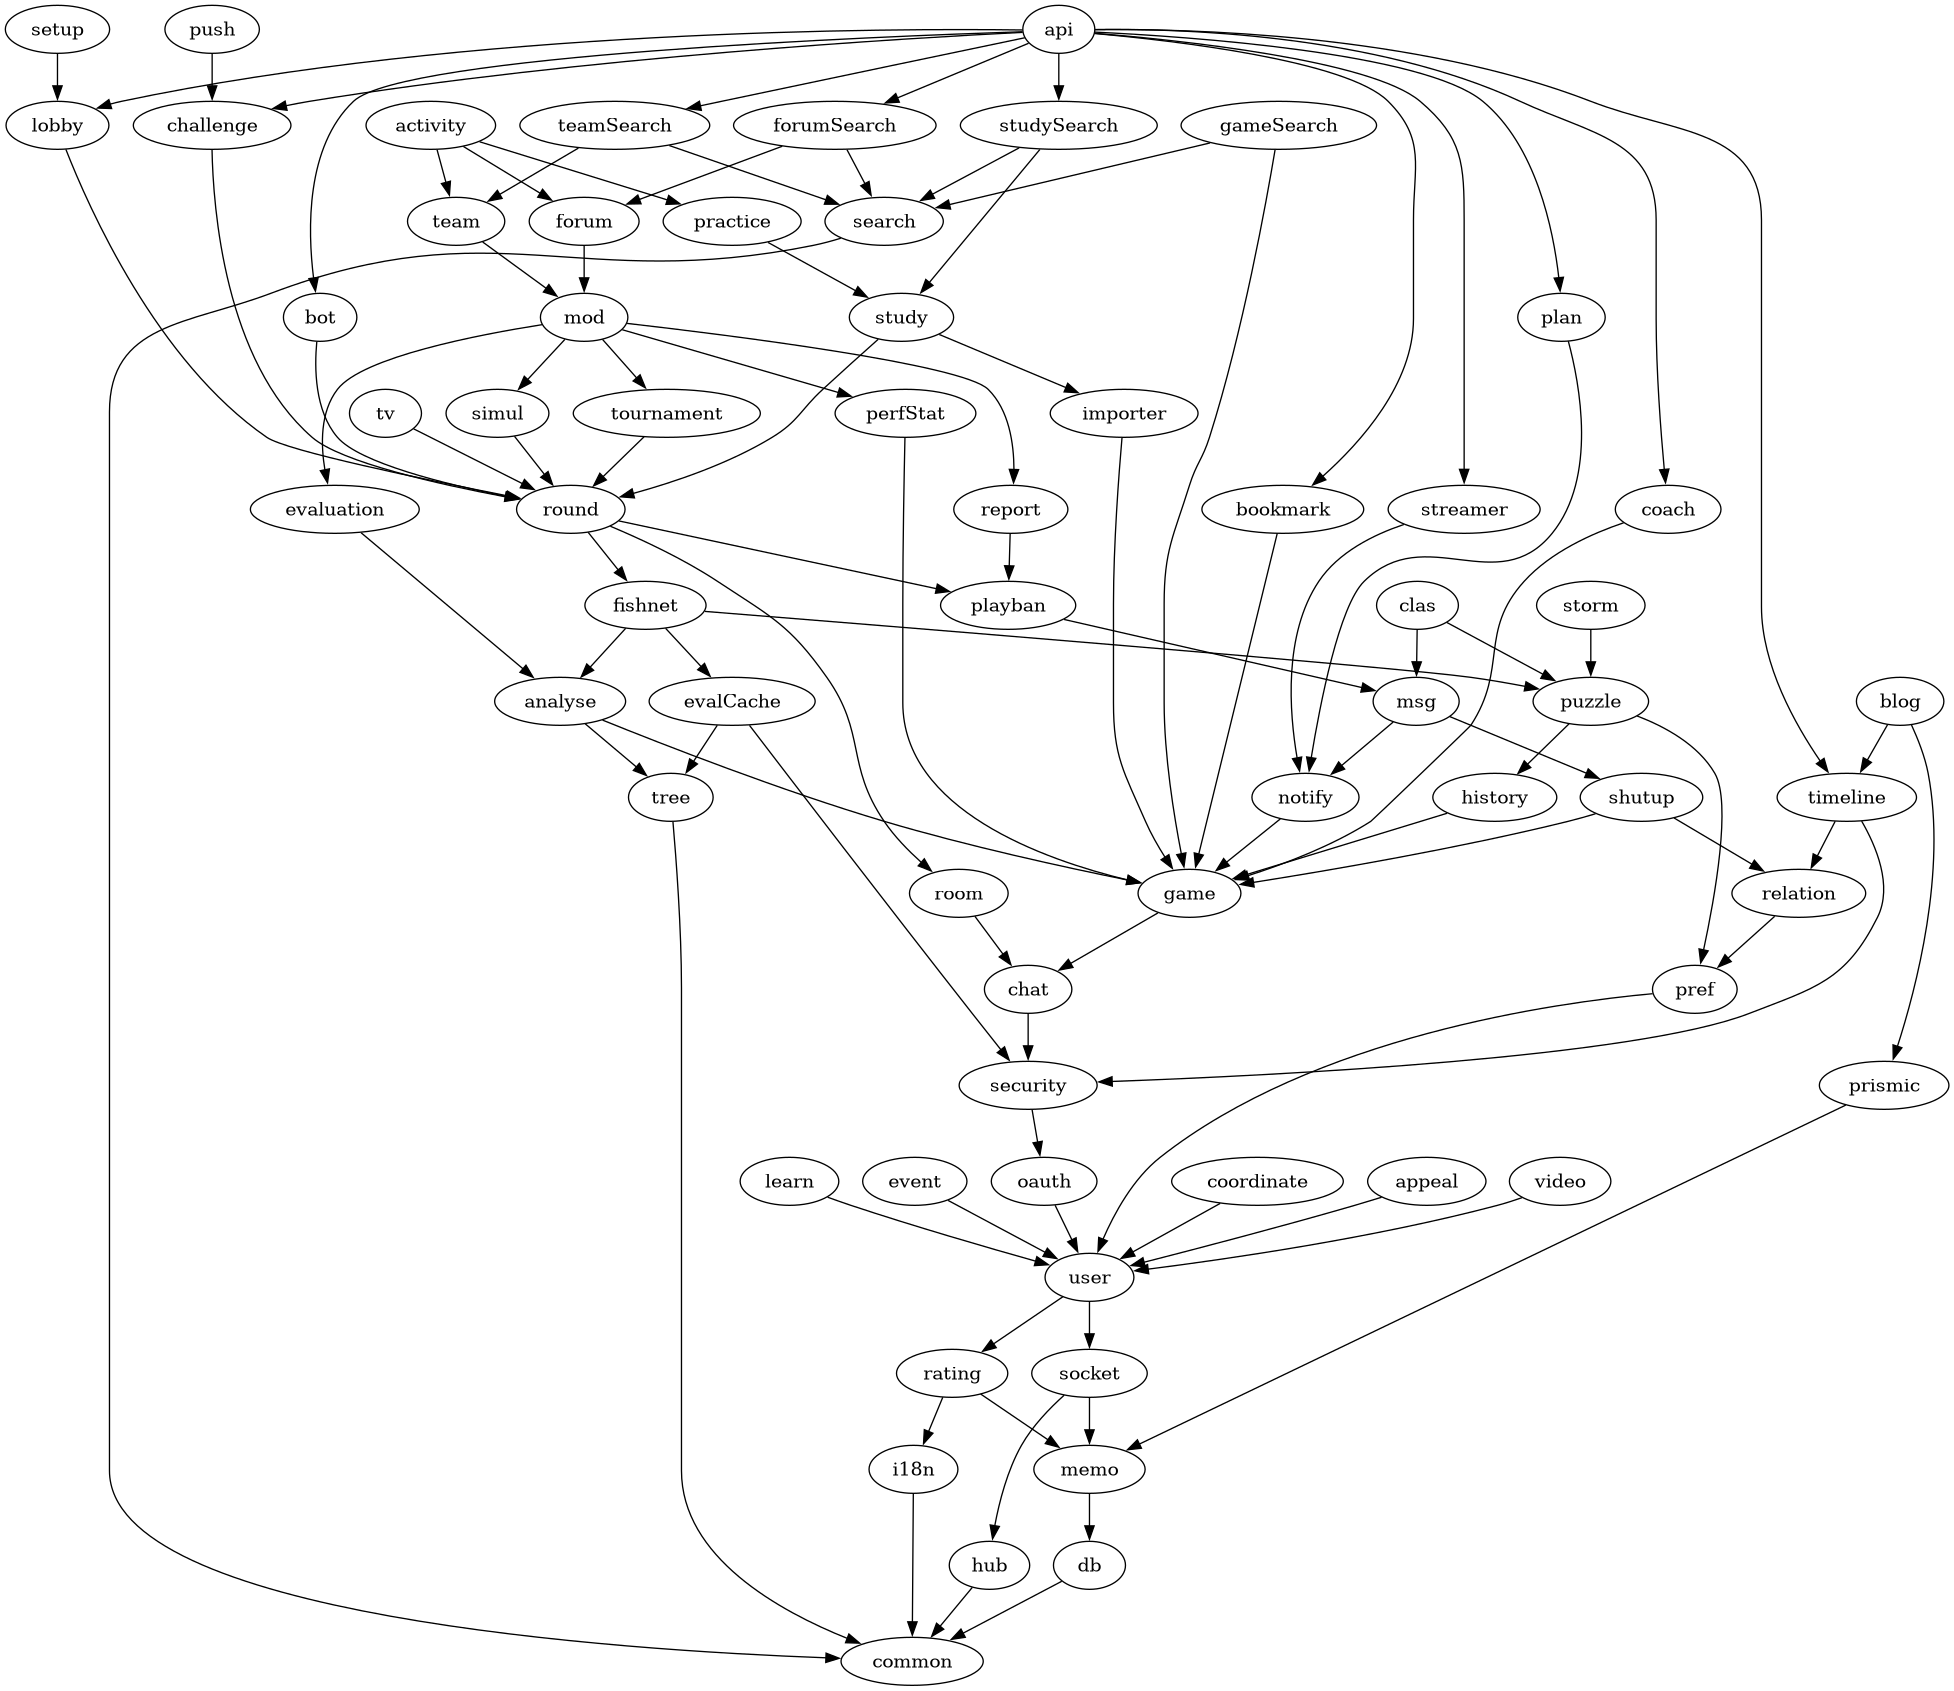 setup
push
api
lobby
challenge
activity
teamSearch
forumSearch
studySearch
gameSearch
team
forum
practice
search
bot
mod
study
plan
tv
simul
tournament
perfStat
importer
evaluation
round
report
bookmark
streamer
coach
fishnet
playban
clas
storm
analyse
evalCache
msg
puzzle
blog
tree
notify
history
shutup
timeline
room
game
relation
chat
pref
security
prismic
learn
event
oauth
coordinate
appeal
video
user
rating
socket
i18n
memo
hub
db
common